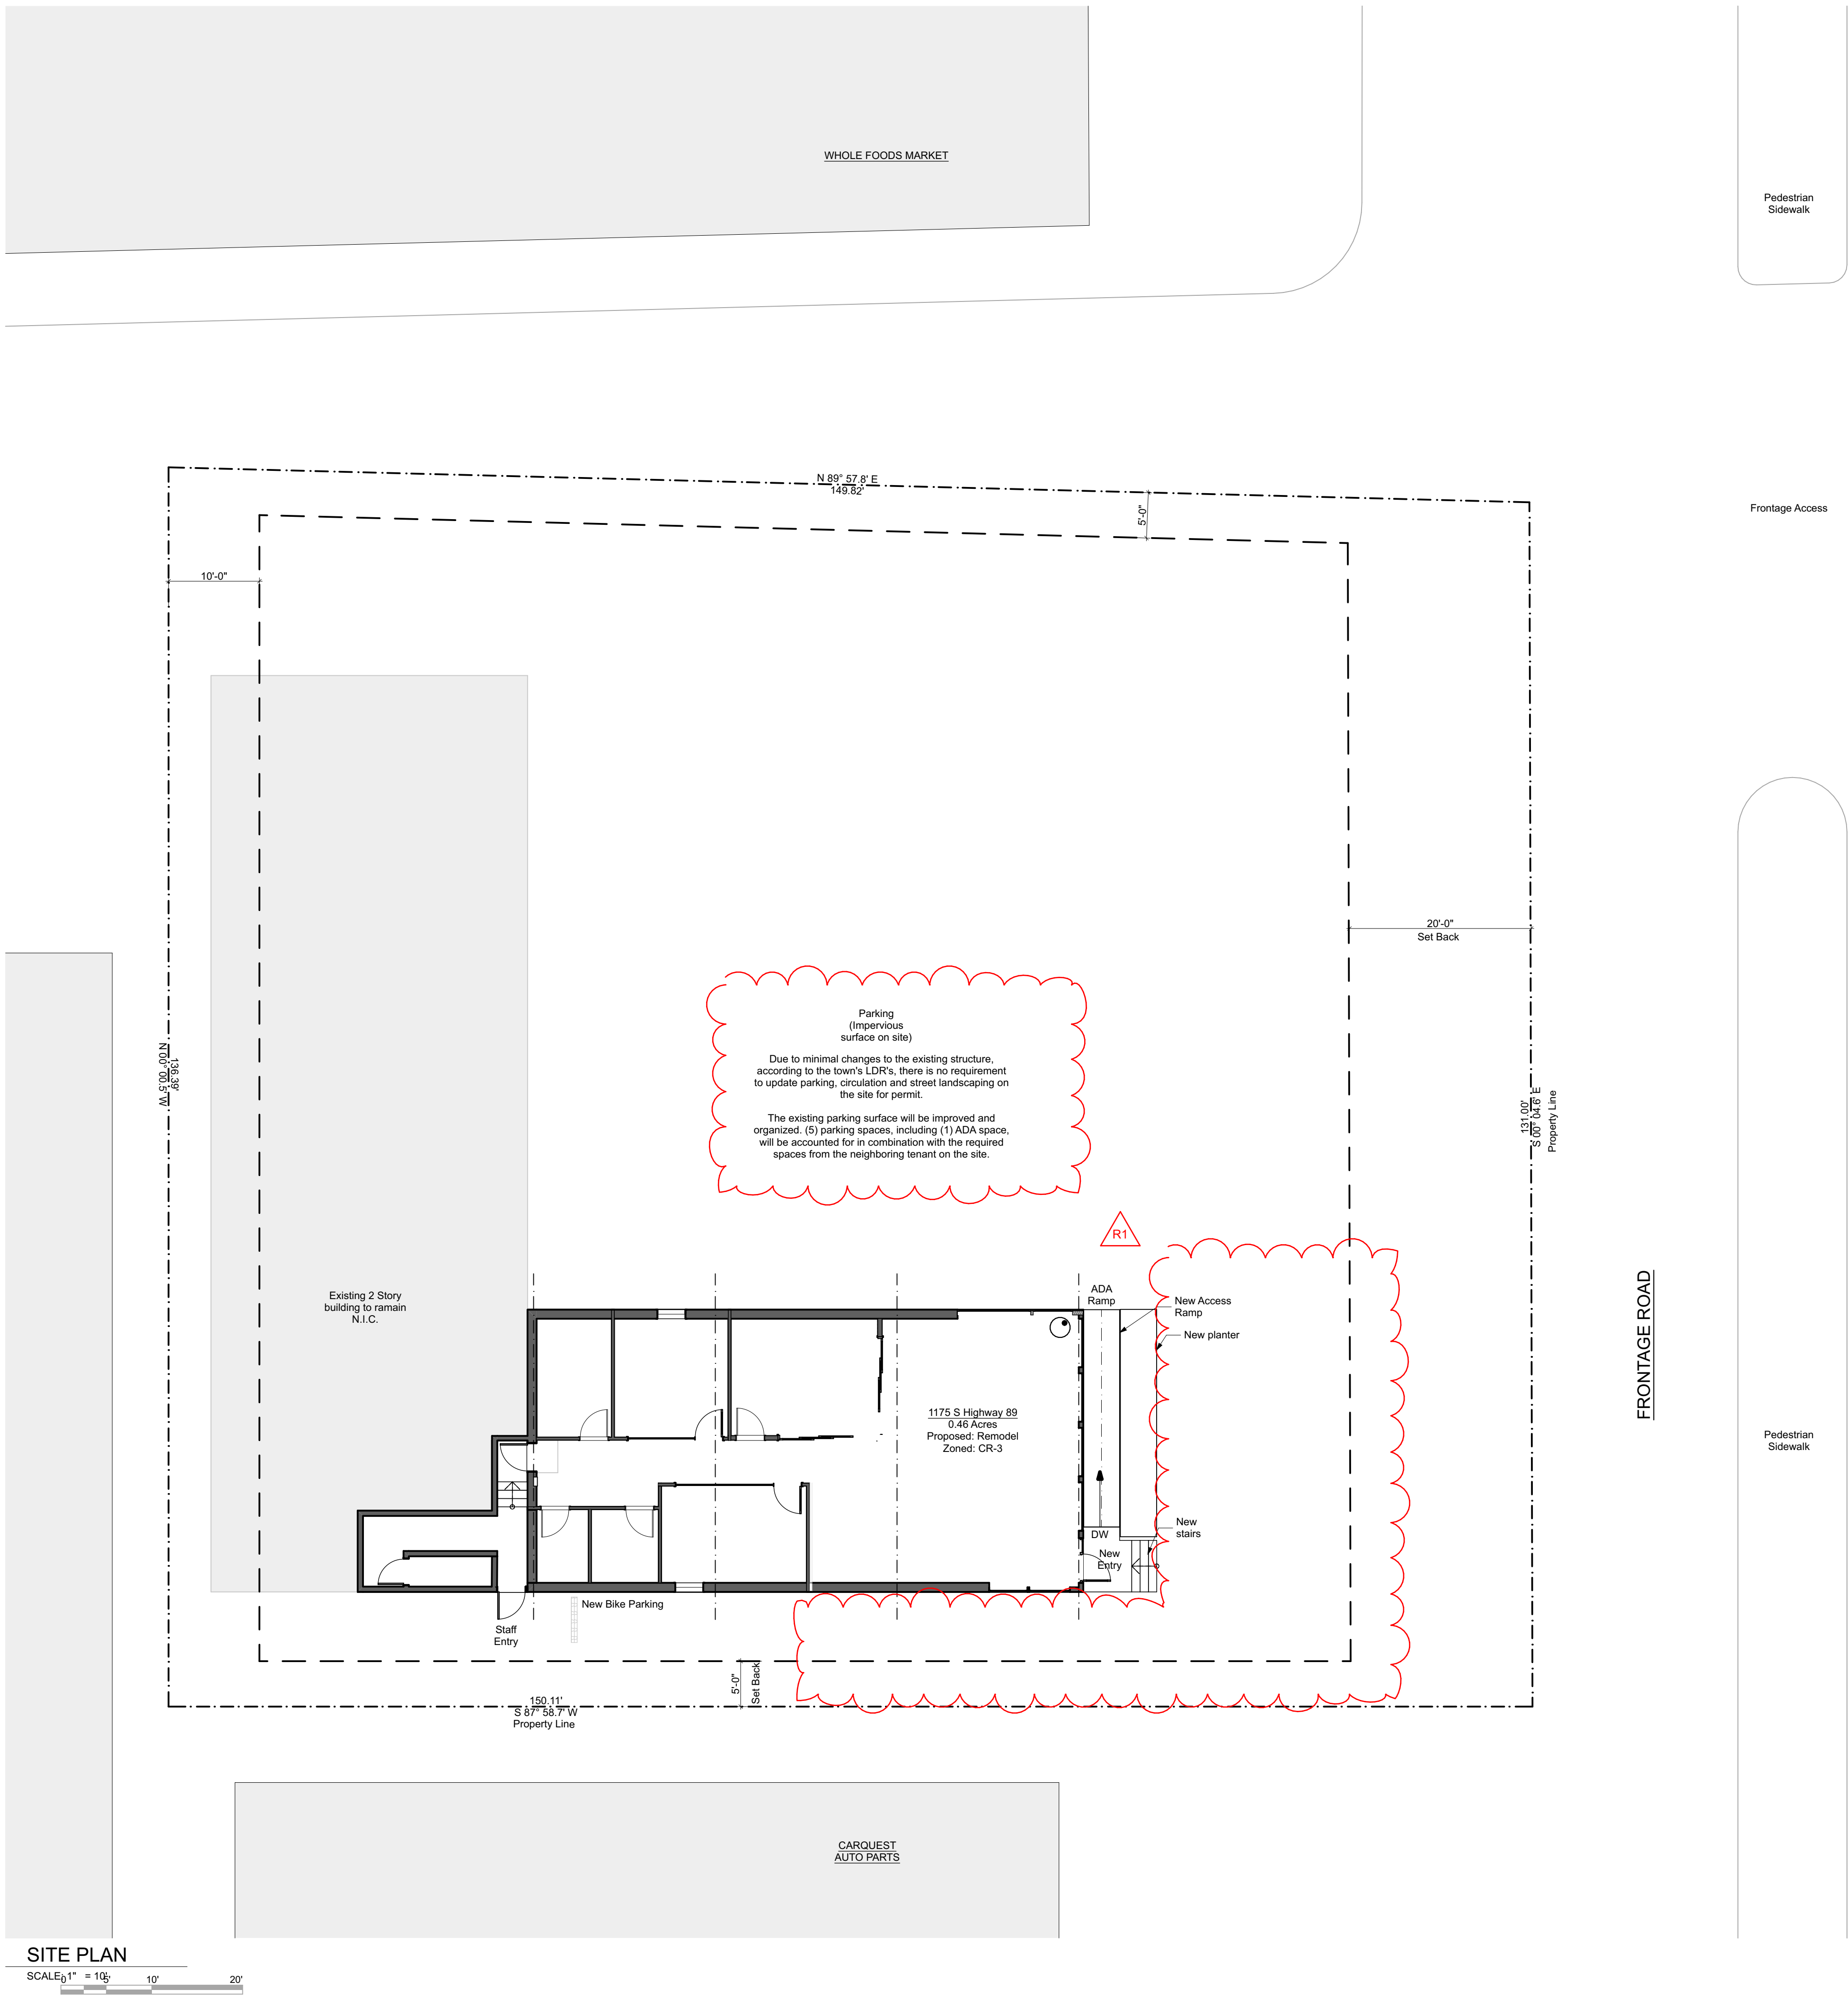 WHOLE FOODS MARKET
Pedestrian
Sidewalk
N 89° 57.8' E
149.82'
5'-0"
Frontage Access
10'-0"
20'-0"
Set Back
Parking
(Impervious
surface on site)
Due to minimal changes to the existing structure,
according to the town's LDR's, there is no requirement
to update parking, circulation and street landscaping on
the site for permit.
The existing parking surface will be improved and
organized. (5) parking spaces, including (1) ADA space,
will be accounted for in combination with the required
spaces from the neighboring tenant on the site.
136.39'
N 00° 00.5' W
131.00'
S 00° 04.6' E
Property Line
R1
Existing 2 Story
building to ramain
N.I.C.
ADA
Ramp
New Access
Ramp
New planter
FRONTAGE ROAD
1175 S Highway 89
0.46 Acres
Proposed: Remodel
Zoned: CR-3
Pedestrian
Sidewalk
New
stairs
DW
New
Entry
New Bike Parking
Staff
Entry
5'-0"
Set Back
150.11'
S 87° 58.7' W
Property Line
CARQUEST
AUTO PARTS
SITE PLAN
SCALE: 1" = 10'
0 5' 10' 20'